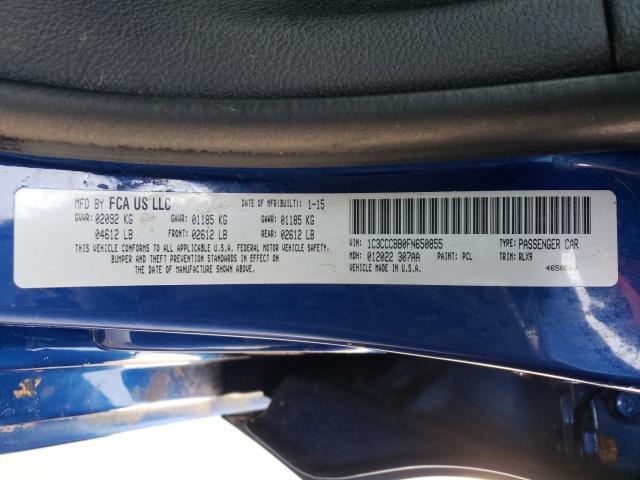 MFD BY FCA US LLC DATE OF MFR(BUILT): 1-15
GVWR: 02092 KG GAWR: 01185 KG GAWR: 01185 KG
04612 LB FRONT: 02612 LB REAR: 02612 LB
THIS VEHICLE CONFORMS TO ALL APPLICABLE U.S.A. FEDERAL MOTOR VEHICLE SAFETY,
BUMPER AND THEFT PREVENTION STANDARDS IN EFFECT ON
THE DATE OF MANUFACTURE SHOWN ABOVE.
VIN: 1C3CCCBB0FN650855 TYPE: PASSENGER CAR
MDH: 012022 307AA PAINT: PCL TRIM: RLX9
VEHICLE MADE IN U.S.A.